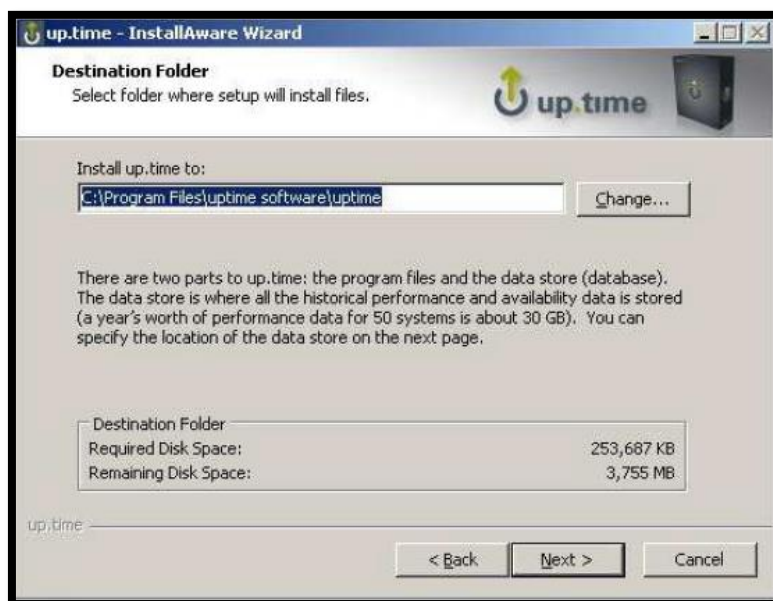 up.time - InstallAware Wizard
Destination Folder
Select folder where setup will install files.
up.time
Install up.time to:
C:\Program Files\uptime software\uptime
Change...
There are two parts to up.time: the program files and the data store (database).
The data store is where all the historical performance and availability data is stored
(a year's worth of performance data for 50 systems is about 30 GB). You can
specify the location of the data store on the next page.
Destination Folder
Required Disk Space: 253,687 KB
Remaining Disk Space: 3,755 MB
up.time
< Back Next > Cancel